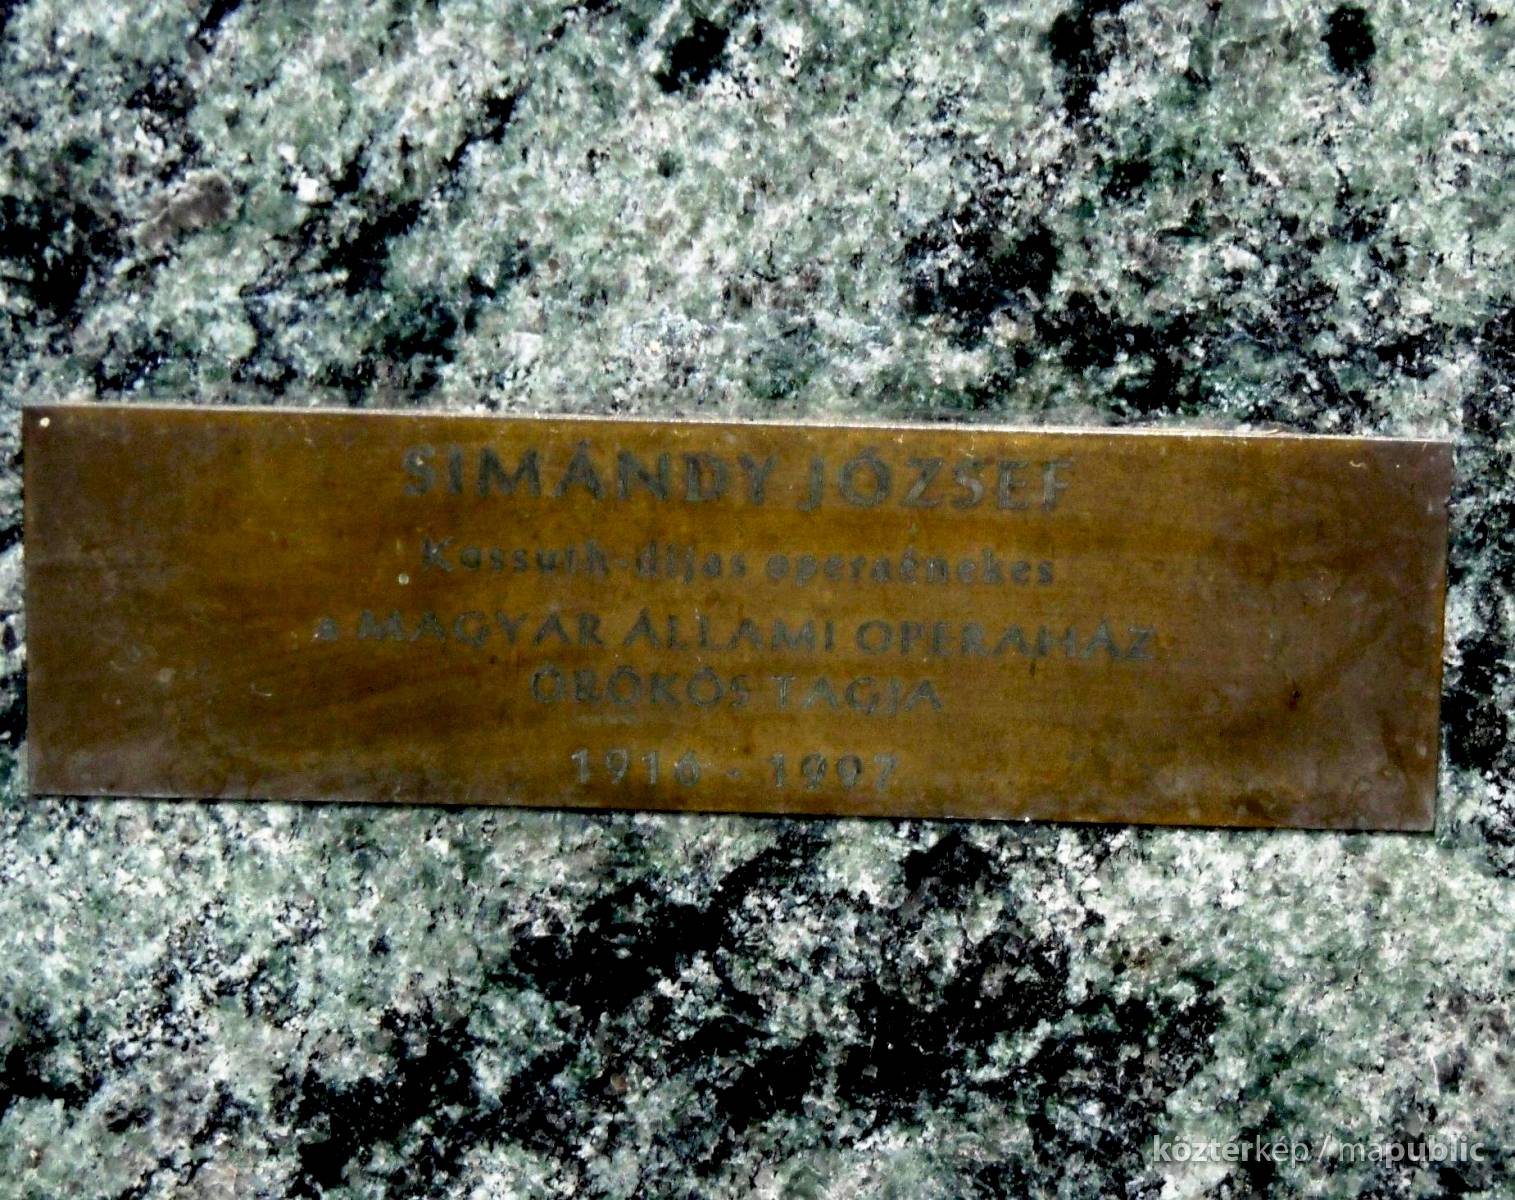 SIMÁNDY JÓZSEF
Kossuth-díjas operaénekes
a MAGYAR ÁLLAMI OPERAHÁZ
ÖRÖKÖS TAGJA
1916 - 1997
köztérkép / mapublic